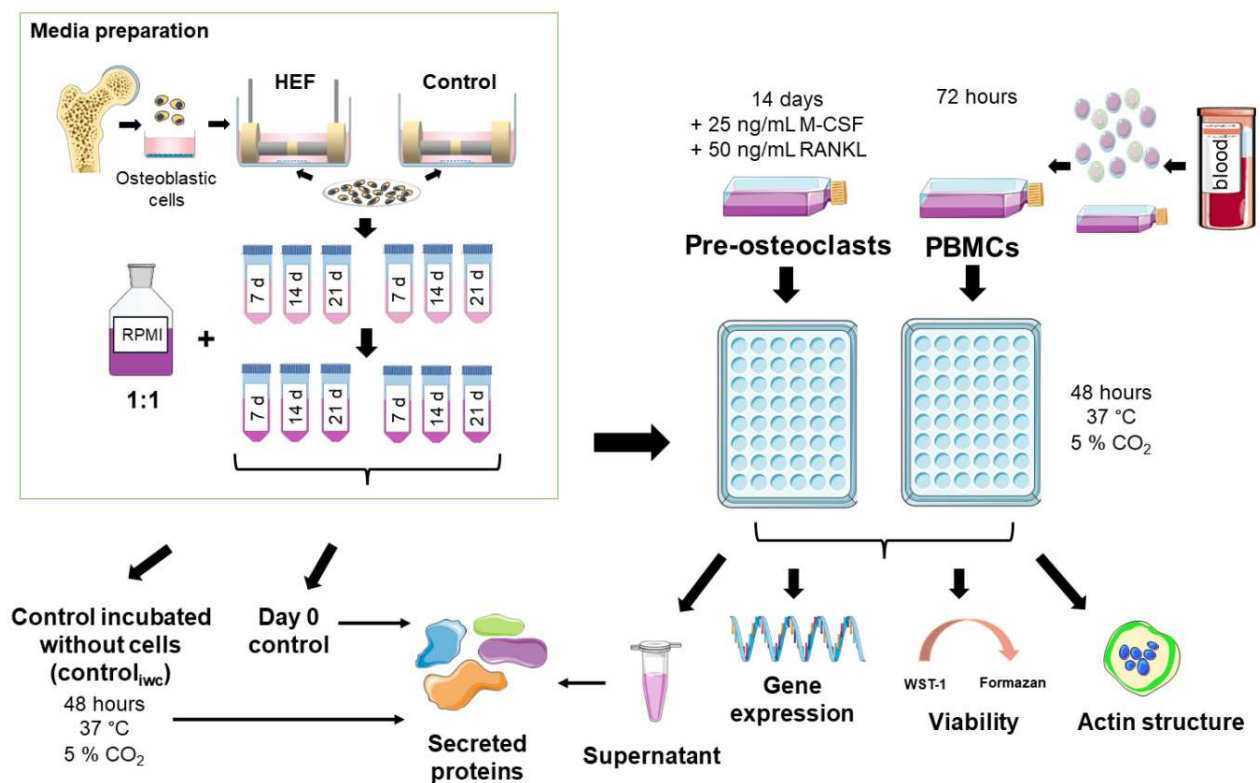 Media preparation
HEF
Control
Osteoblastic
cells
7 d
14 d
21 d
7 d
14 d
21 d
RPMI
+
1:1
7 d
14 d
21 d
7 d
14 d
21 d
14 days
+ 25 ng/mL M-CSF
+ 50 ng/mL RANKL
72 hours
blood
Pre-osteoclasts
PBMCs
48 hours
37 °C
5 % CO₂
Control incubated
without cells
(control_iwc)
48 hours
37 °C
5 % CO₂
Day 0
control
Secreted
proteins
Supernatant
Gene
expression
WST-1
Formazan
Viability
Actin structure